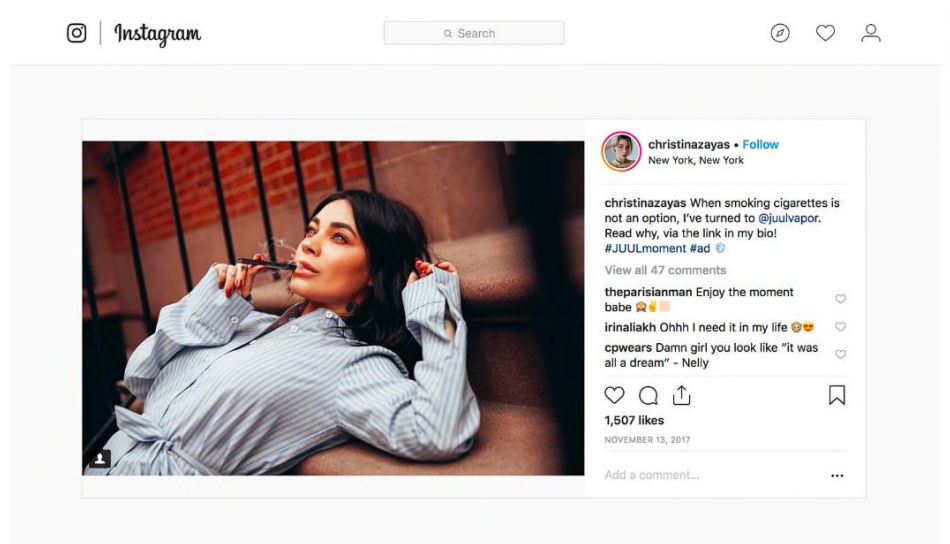 Instagram
Search
christinazayas • Follow
New York, New York
christinazayas When smoking cigarettes is
not an option, I've turned to @juulvapor.
Read why, via the link in my bio!
#JUULmoment #ad
View all 47 comments
theparisianman Enjoy the moment
babe
irinaliakh Ohhh I need it in my life
cpwears Damn girl you look like "it was
all a dream" - Nelly
1,507 likes
NOVEMBER 13, 2017
Add a comment...